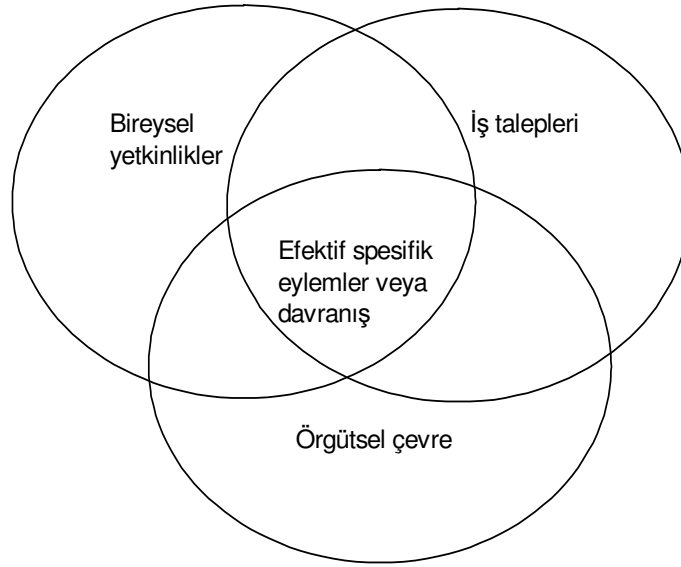 Bireysel
yetkinlikler
İş talepleri
Efektif spesifik
eylemler veya
davranış
Örgütsel çevre